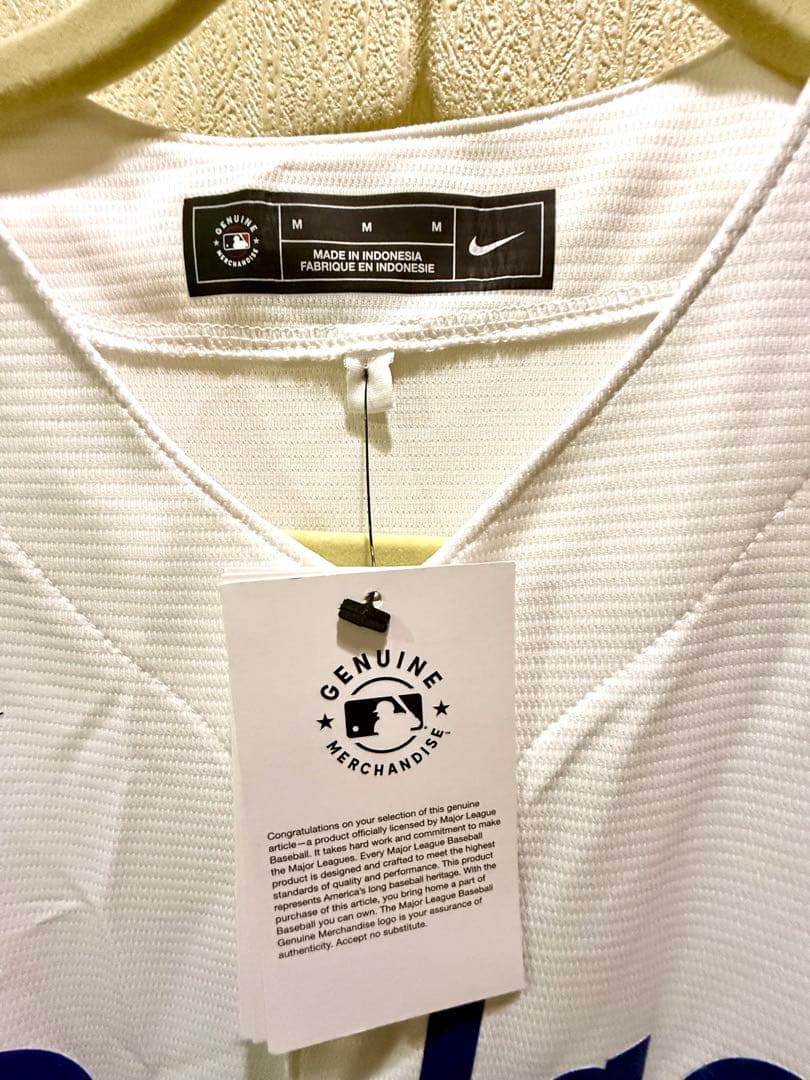 GENUINE
MERCHANDISE
M M M
MADE IN INDONESIA
FABRIQUE EN INDONESIE
GENUINE
MERCHANDISE™
Congratulations on your selection of this genuine
article—a product officially licensed by Major League
Baseball. It takes hard work and commitment to make
the Major Leagues. Every Major League Baseball
product is designed and crafted to meet the highest
standards of quality and performance. This product
represents America's long baseball heritage. With the
purchase of this article, you bring home a part of
Baseball you can own. The Major League Baseball
Genuine Merchandise logo is your assurance of
authenticity. Accept no substitute.